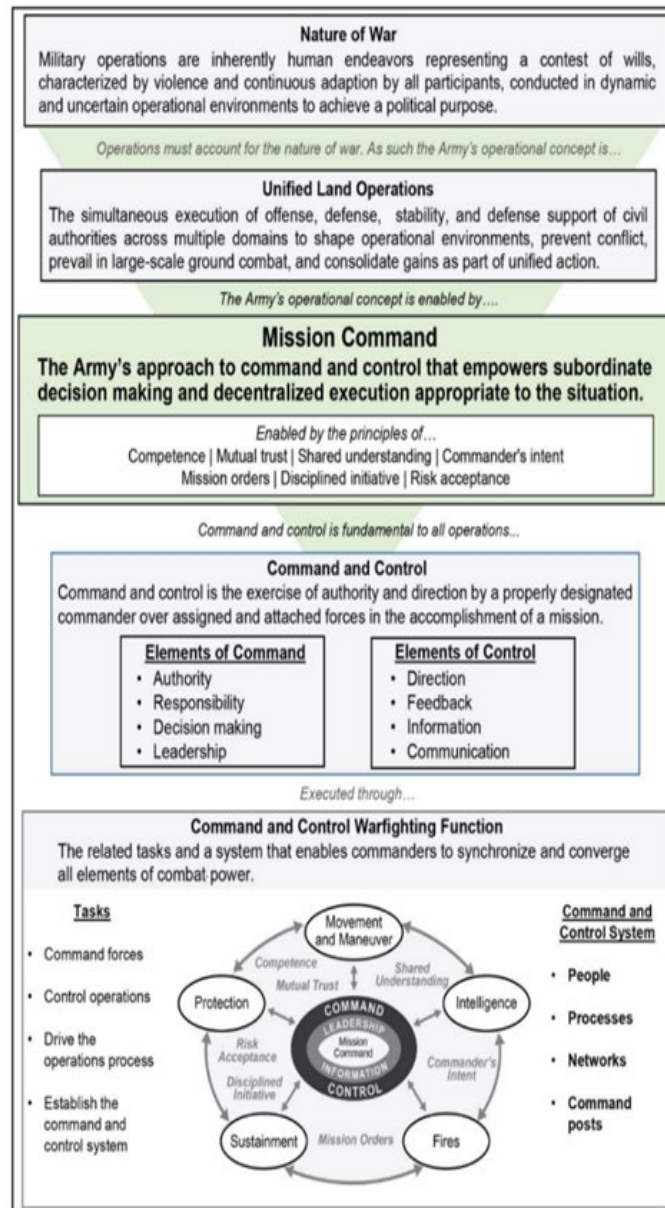 Nature of War
Military operations are inherently human endeavors representing a contest of wills,
characterized by violence and continuous adaption by all participants, conducted in dynamic
and uncertain operational environments to achieve a political purpose.
Operations must account for the nature of war. As such the Army's operational concept is…
Unified Land Operations
The simultaneous execution of offense, defense, stability, and defense support of civil
authorities across multiple domains to shape operational environments, prevent conflict,
prevail in large-scale ground combat, and consolidate gains as part of unified action.
The Army's operational concept is enabled by….
Mission Command
The Army's approach to command and control that empowers subordinate
decision making and decentralized execution appropriate to the situation.
Enabled by the principles of…
Competence | Mutual trust | Shared understanding | Commander's intent
Mission orders | Disciplined initiative | Risk acceptance
Command and control is fundamental to all operations...
Command and Control
Command and control is the exercise of authority and direction by a properly designated
commander over assigned and attached forces in the accomplishment of a mission.
Elements of Command
• Authority
• Responsibility
• Decision making
• Leadership
Elements of Control
• Direction
• Feedback
• Information
• Communication
Executed through…
Command and Control Warfighting Function
The related tasks and a system that enables commanders to synchronize and converge
all elements of combat power.
Tasks
• Command forces
• Control operations
• Drive the
operations process
• Establish the
command and
control system
Movement
and Maneuver
Competence
Mutual Trust
Shared
Understanding
Protection
Intelligence
COMMAND
LEADERSHIP
Mission
Command
INFORMATION
CONTROL
Risk
Acceptance
Disciplined
Initiative
Commander's
Intent
Sustainment
Mission Orders
Fires
Command and
Control System
• People
• Processes
• Networks
• Command
posts